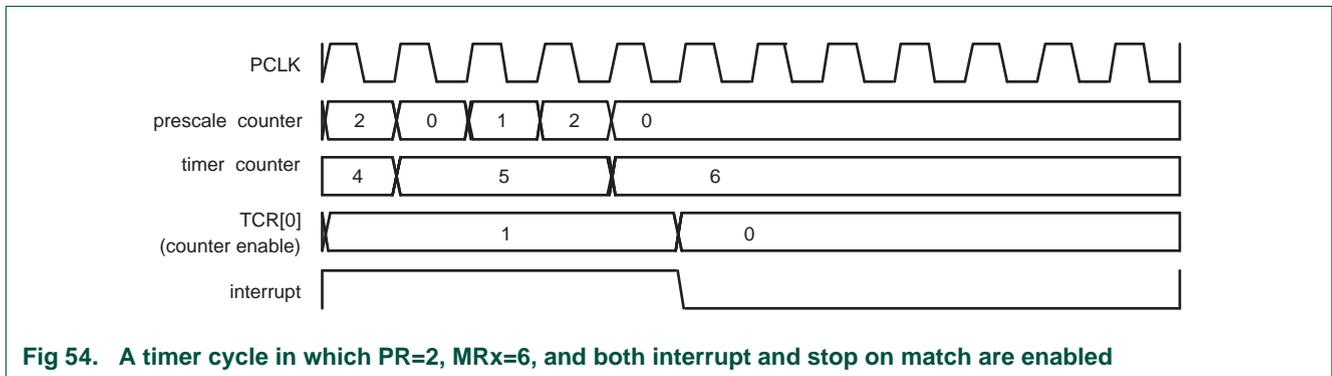 PCLK
prescale counter
2 0 1 2 0
timer counter
4 5 6
TCR[0]
(counter enable)
1 0
interrupt
Fig 54. A timer cycle in which PR=2, MRx=6, and both interrupt and stop on match are enabled